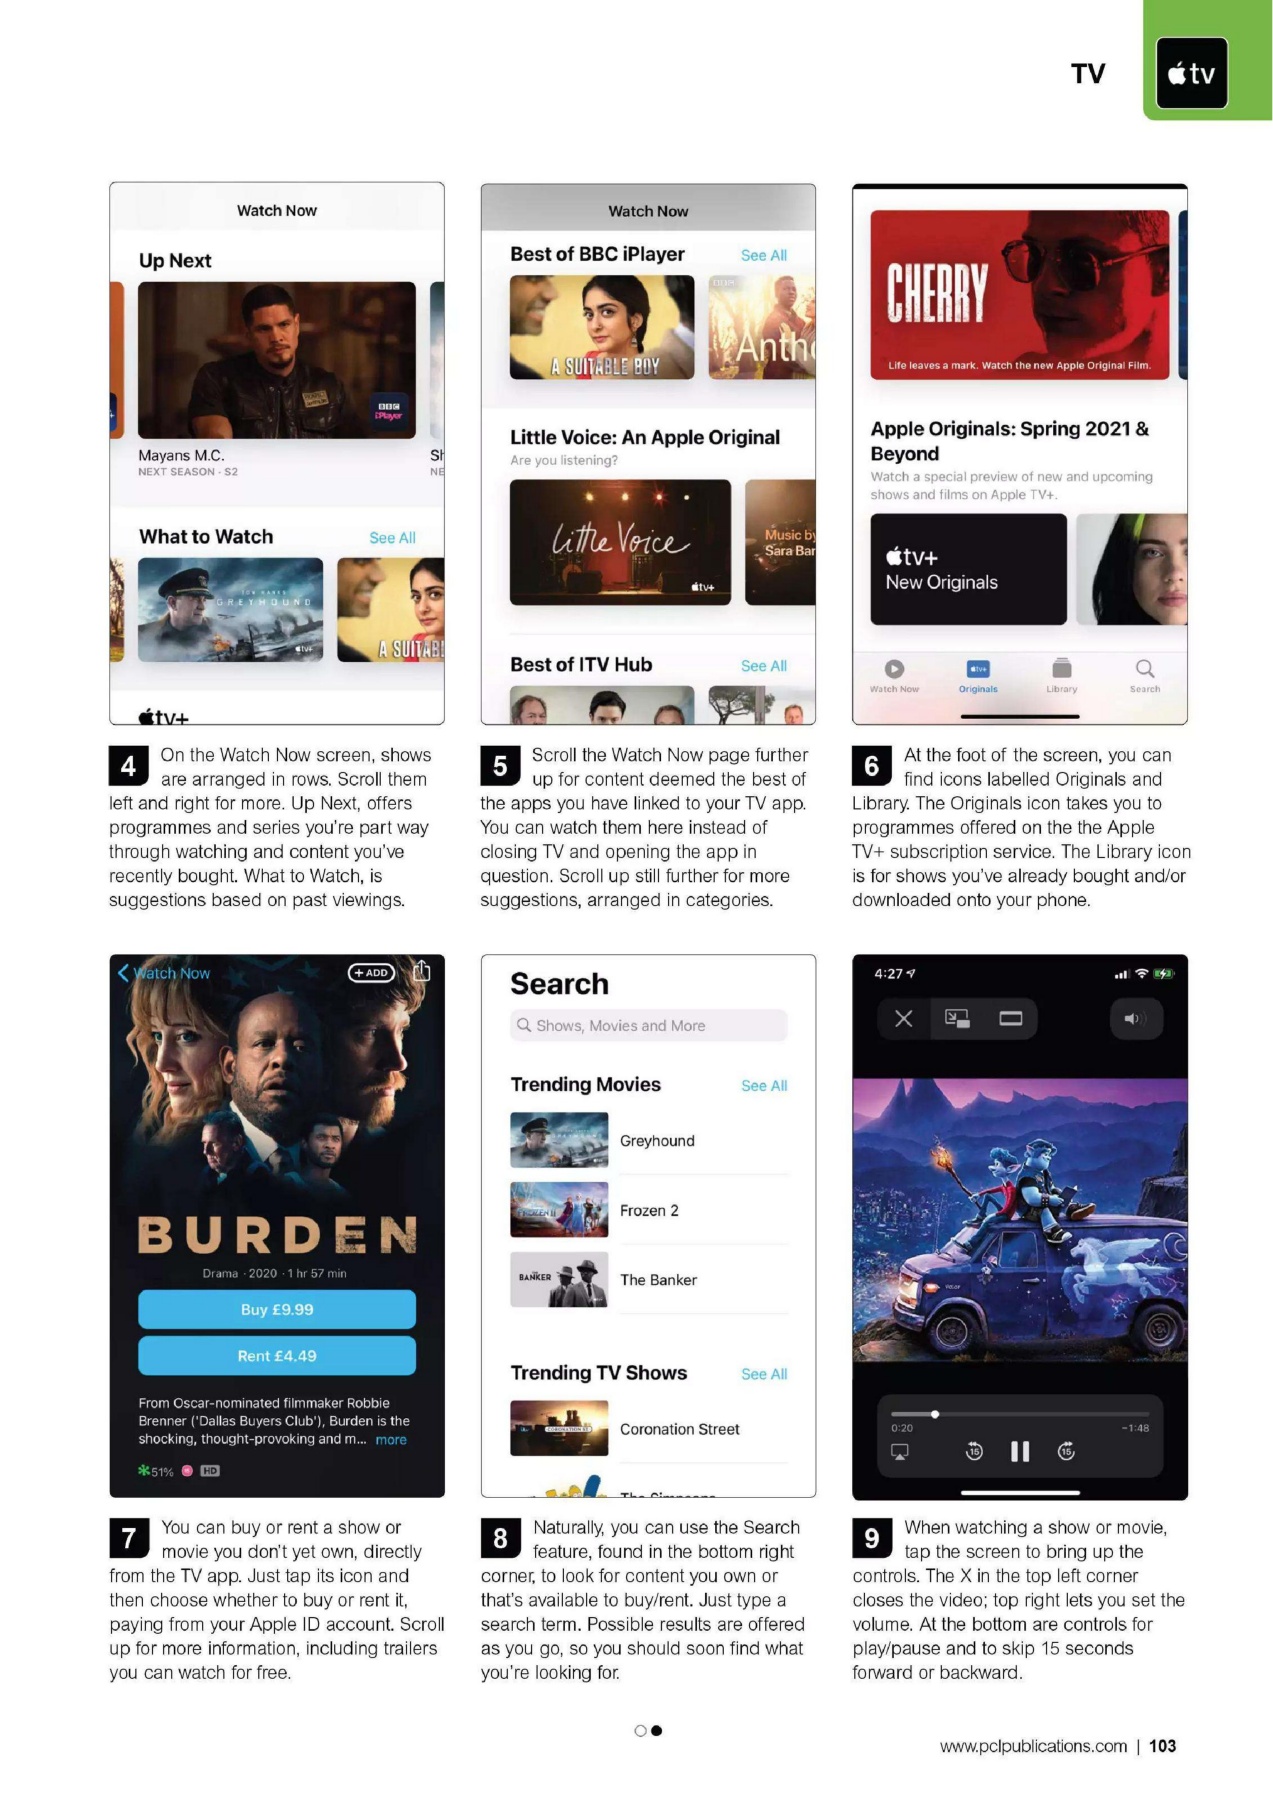 TV
tv
Watch Now
Up Next
BBC
iPlayer
Mayans M.C.
NEXT SEASON · S2
Sh
NE
What to Watch
See All
TOM HANKS
GREYHOUND
tv+
A SUITAB
tv+
4
On the Watch Now screen, shows
are arranged in rows. Scroll them
left and right for more. Up Next, offers
programmes and series you're part way
through watching and content you've
recently bought. What to Watch, is
suggestions based on past viewings.
Watch Now
Best of BBC iPlayer
See All
A SUITABLE BOY
Anth
Little Voice: An Apple Original
Are you listening?
Little Voice
tv+
Music by
Sara Bar
Best of ITV Hub
See All
5
Scroll the Watch Now page further
up for content deemed the best of
the apps you have linked to your TV app.
You can watch them here instead of
closing TV and opening the app in
question. Scroll up still further for more
suggestions, arranged in categories.
CHERRY
Life leaves a mark. Watch the new Apple Original Film.
Apple Originals: Spring 2021 &
Beyond
Watch a special preview of new and upcoming
shows and films on Apple TV+.
tv+
New Originals
Watch Now
Originals
Library
Search
6
At the foot of the screen, you can
find icons labelled Originals and
Library. The Originals icon takes you to
programmes offered on the the Apple
TV+ subscription service. The Library icon
is for shows you've already bought and/or
downloaded onto your phone.
Watch Now
+ ADD
BURDEN
Drama · 2020 · 1 hr 57 min
Buy £9.99
Rent £4.49
From Oscar-nominated filmmaker Robbie
Brenner ('Dallas Buyers Club'), Burden is the
shocking, thought-provoking and m... more
51%
HD
7
You can buy or rent a show or
movie you don't yet own, directly
from the TV app. Just tap its icon and
then choose whether to buy or rent it,
paying from your Apple ID account. Scroll
up for more information, including trailers
you can watch for free.
Search
Shows, Movies and More
Trending Movies
See All
Greyhound
FROZEN II
Frozen 2
BANKER
The Banker
Trending TV Shows
See All
CORONATION ST
Coronation Street
The Simpsons
8
Naturally, you can use the Search
feature, found in the bottom right
corner, to look for content you own or
that's available to buy/rent. Just type a
search term. Possible results are offered
as you go, so you should soon find what
you're looking for.
4:27
15
15
0:20
-1:48
9
When watching a show or movie,
tap the screen to bring up the
controls. The X in the top left corner
closes the video; top right lets you set the
volume. At the bottom are controls for
play/pause and to skip 15 seconds
forward or backward.
www.pclpublications.com | 103